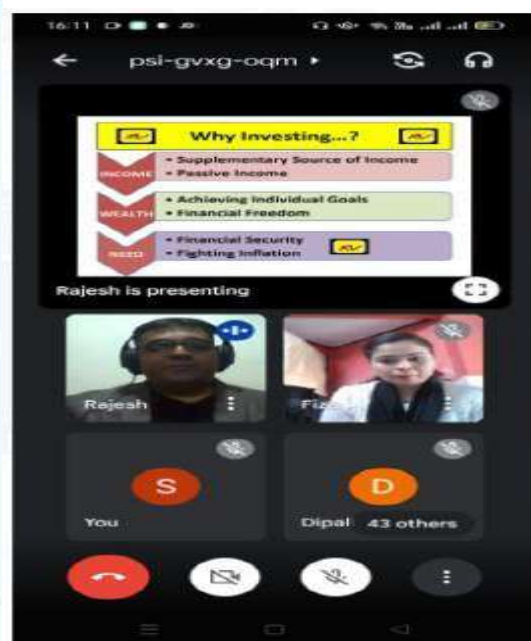 16:11
psi-gvxg-oqm
Why Investing...?
INCOME
• Supplementary Source of Income
• Passive Income
WEALTH
• Achieving Individual Goals
• Financial Freedom
NEED
• Financial Security
• Fighting Inflation
Rajesh is presenting
Rajesh
S
You
D
Dipal
43 others